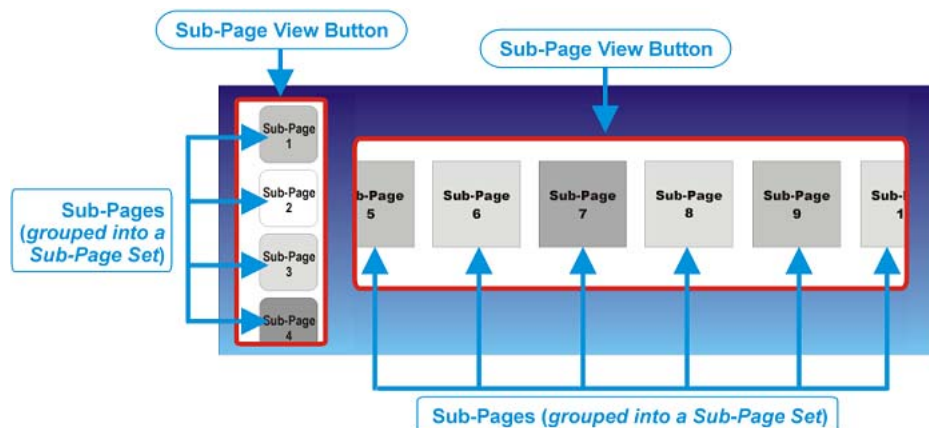 Sub-Page View Button
Sub-Page View Button
Sub-Page
1
Sub-Page
2
Sub-Page
3
Sub-Page
4
Sub-Pages
(grouped into a
Sub-Page Set)
b-Page
5
Sub-Page
6
Sub-Page
7
Sub-Page
8
Sub-Page
9
Sub-
1
Sub-Pages (grouped into a Sub-Page Set)